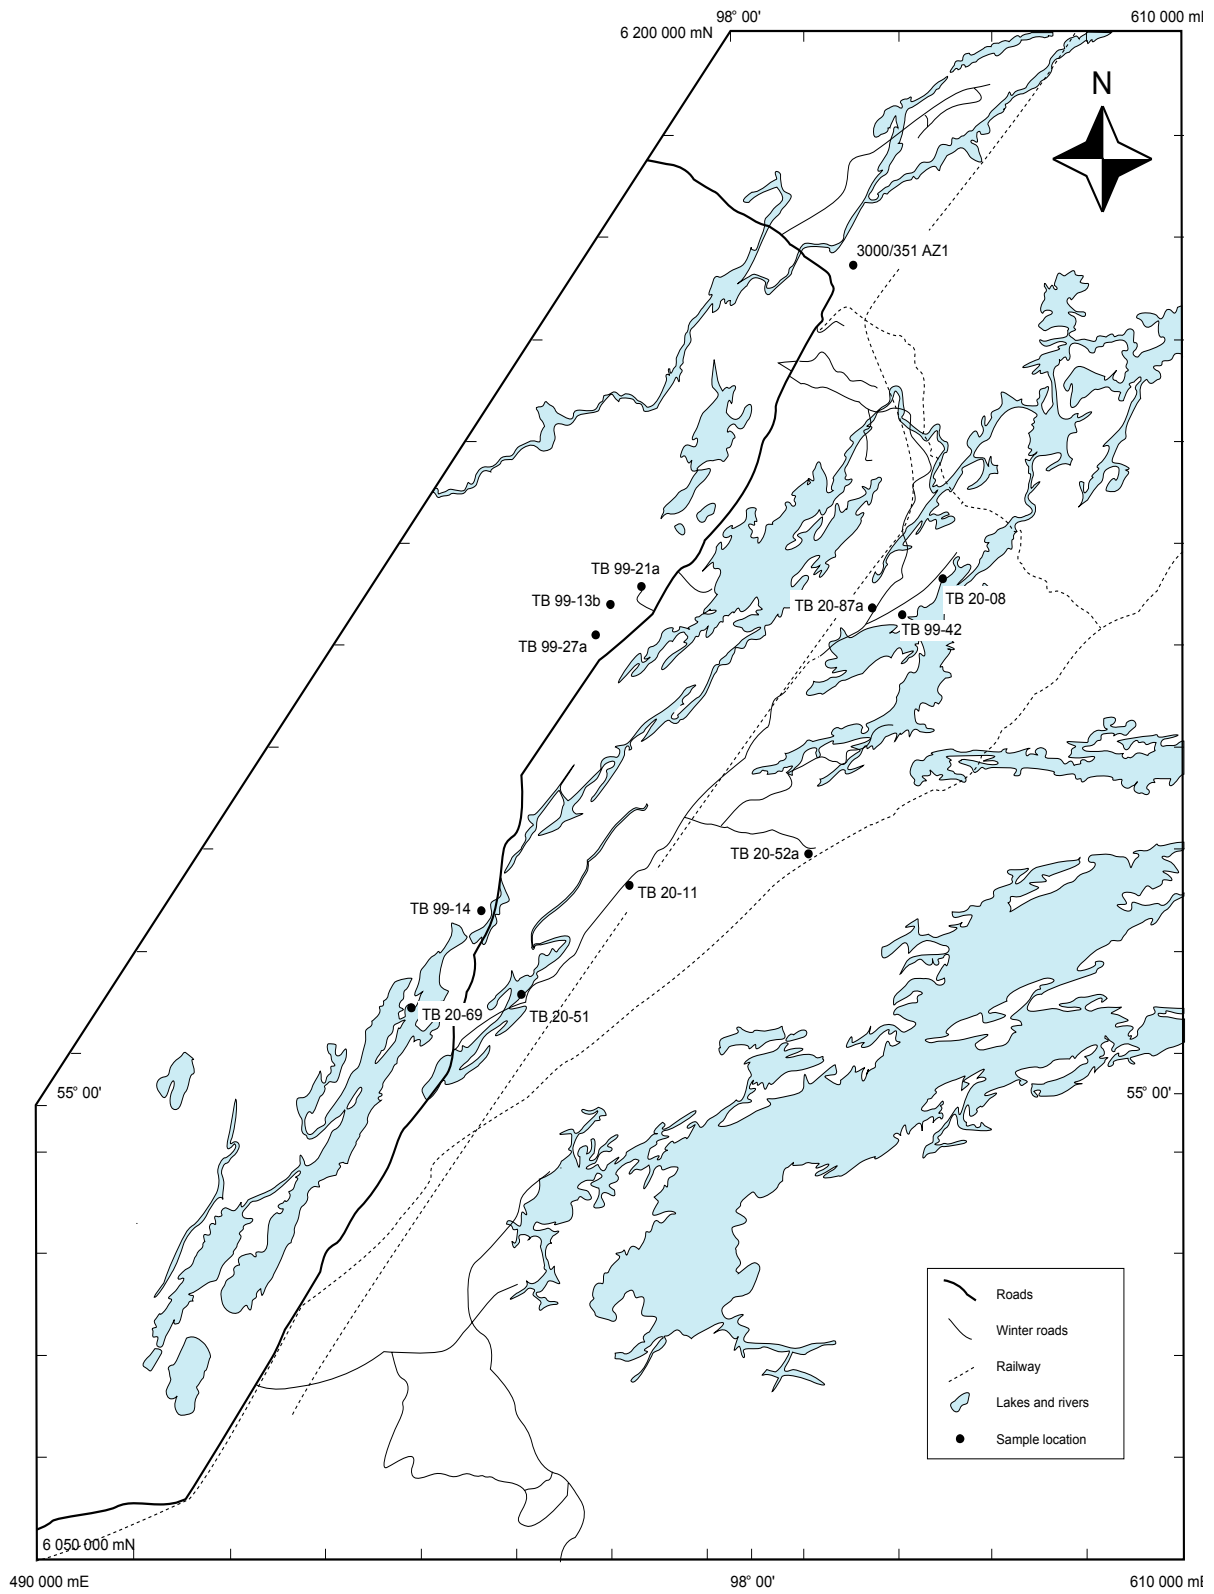 98° 00'
610 000 mE
6 200 000 mN
N
3000/351 AZ1
TB 99-21a
TB 99-13b
TB 99-27a
TB 20-87a
TB 20-08
TB 99-42
TB 20-52a
TB 20-11
TB 99-14
TB 20-69
TB 20-51
55° 00'
55° 00'
Roads
Winter roads
Railway
Lakes and rivers
Sample location
6 050 000 mN
490 000 mE
98° 00'
610 000 mE